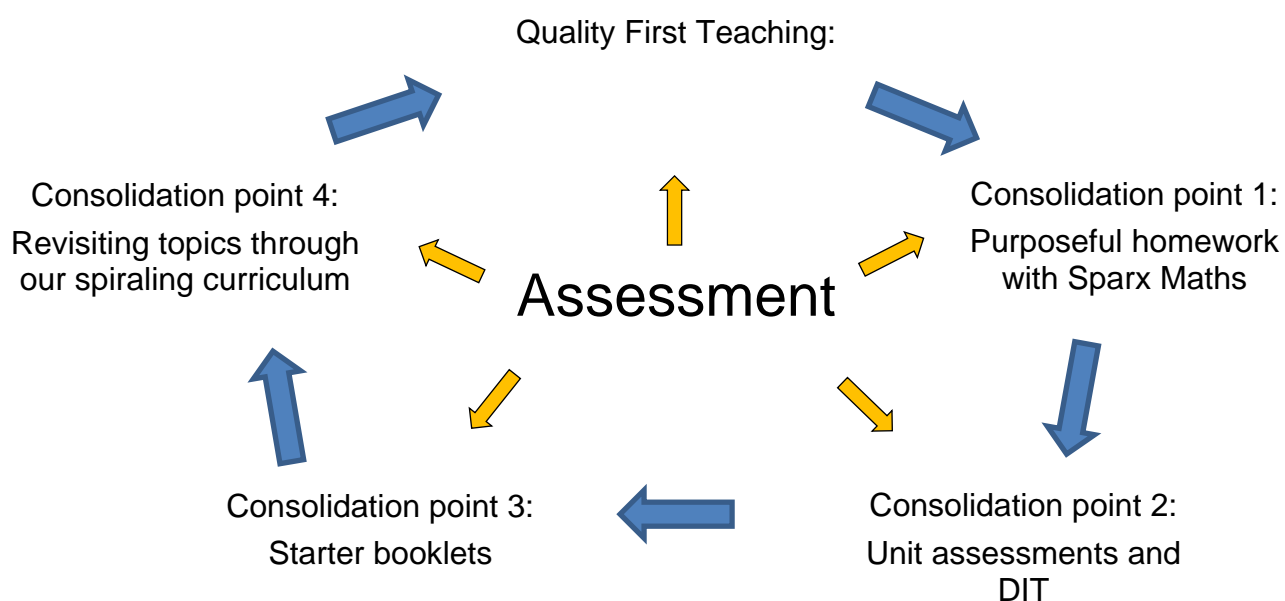 Quality First Teaching:
Consolidation point 4:
Revisiting topics through
our spiraling curriculum
Consolidation point 1:
Purposeful homework
with Sparx Maths
Assessment
Consolidation point 3:
Starter booklets
Consolidation point 2:
Unit assessments and
DIT